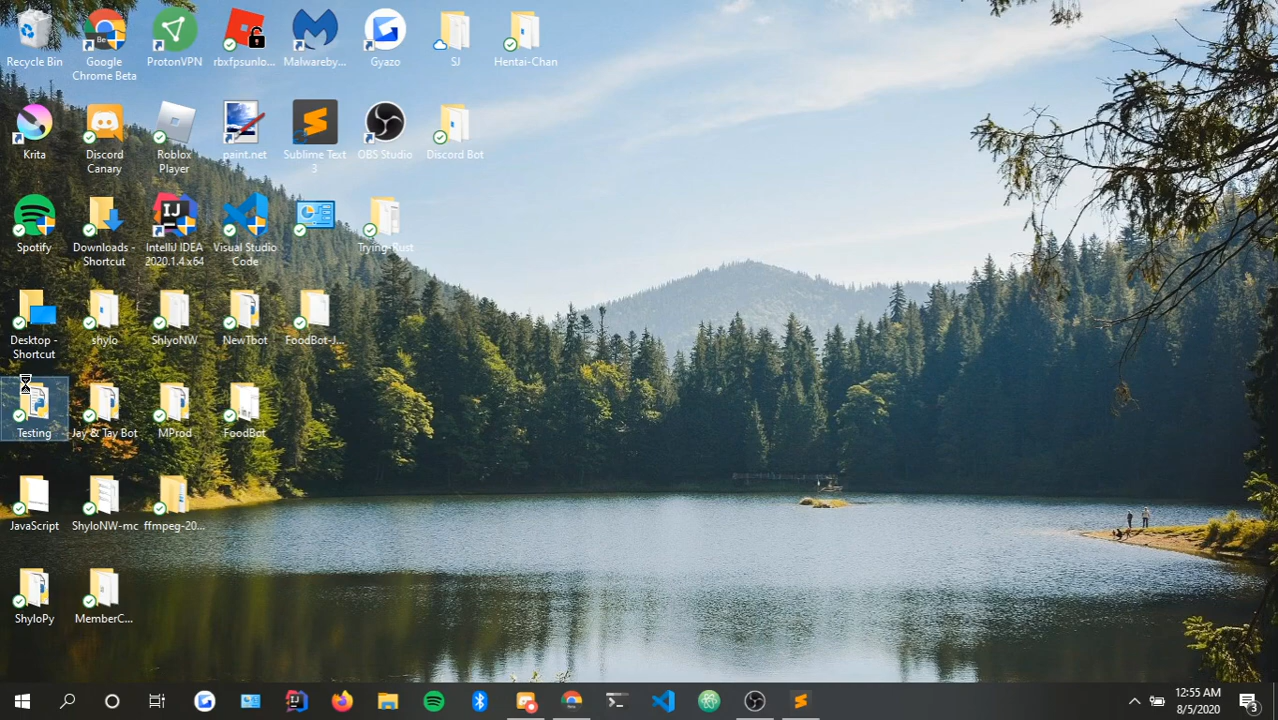 Recycle Bin
Google
Chrome Beta
ProtonVPN
rbxfpsunlo...
Malwareby...
Gyazo
SJ
Hentai-Chan
Krita
Discord
Canary
Roblox
Player
paint.net
Sublime Text
3
OBS Studio
Discord Bot
Spotify
Downloads -
Shortcut
IntelliJ IDEA
2020.1.4 x64
Visual Studio
Code
Trying-Rust
Desktop -
Shortcut
shylo
ShlyoNW
NewTbot
FoodBot-J...
Testing
Jay & Tay Bot
MProd
FoodBot
JavaScript
ShyloNW-mc
ffmpeg-20...
ShyloPy
MemberC...
12:55 AM
8/5/2020
3